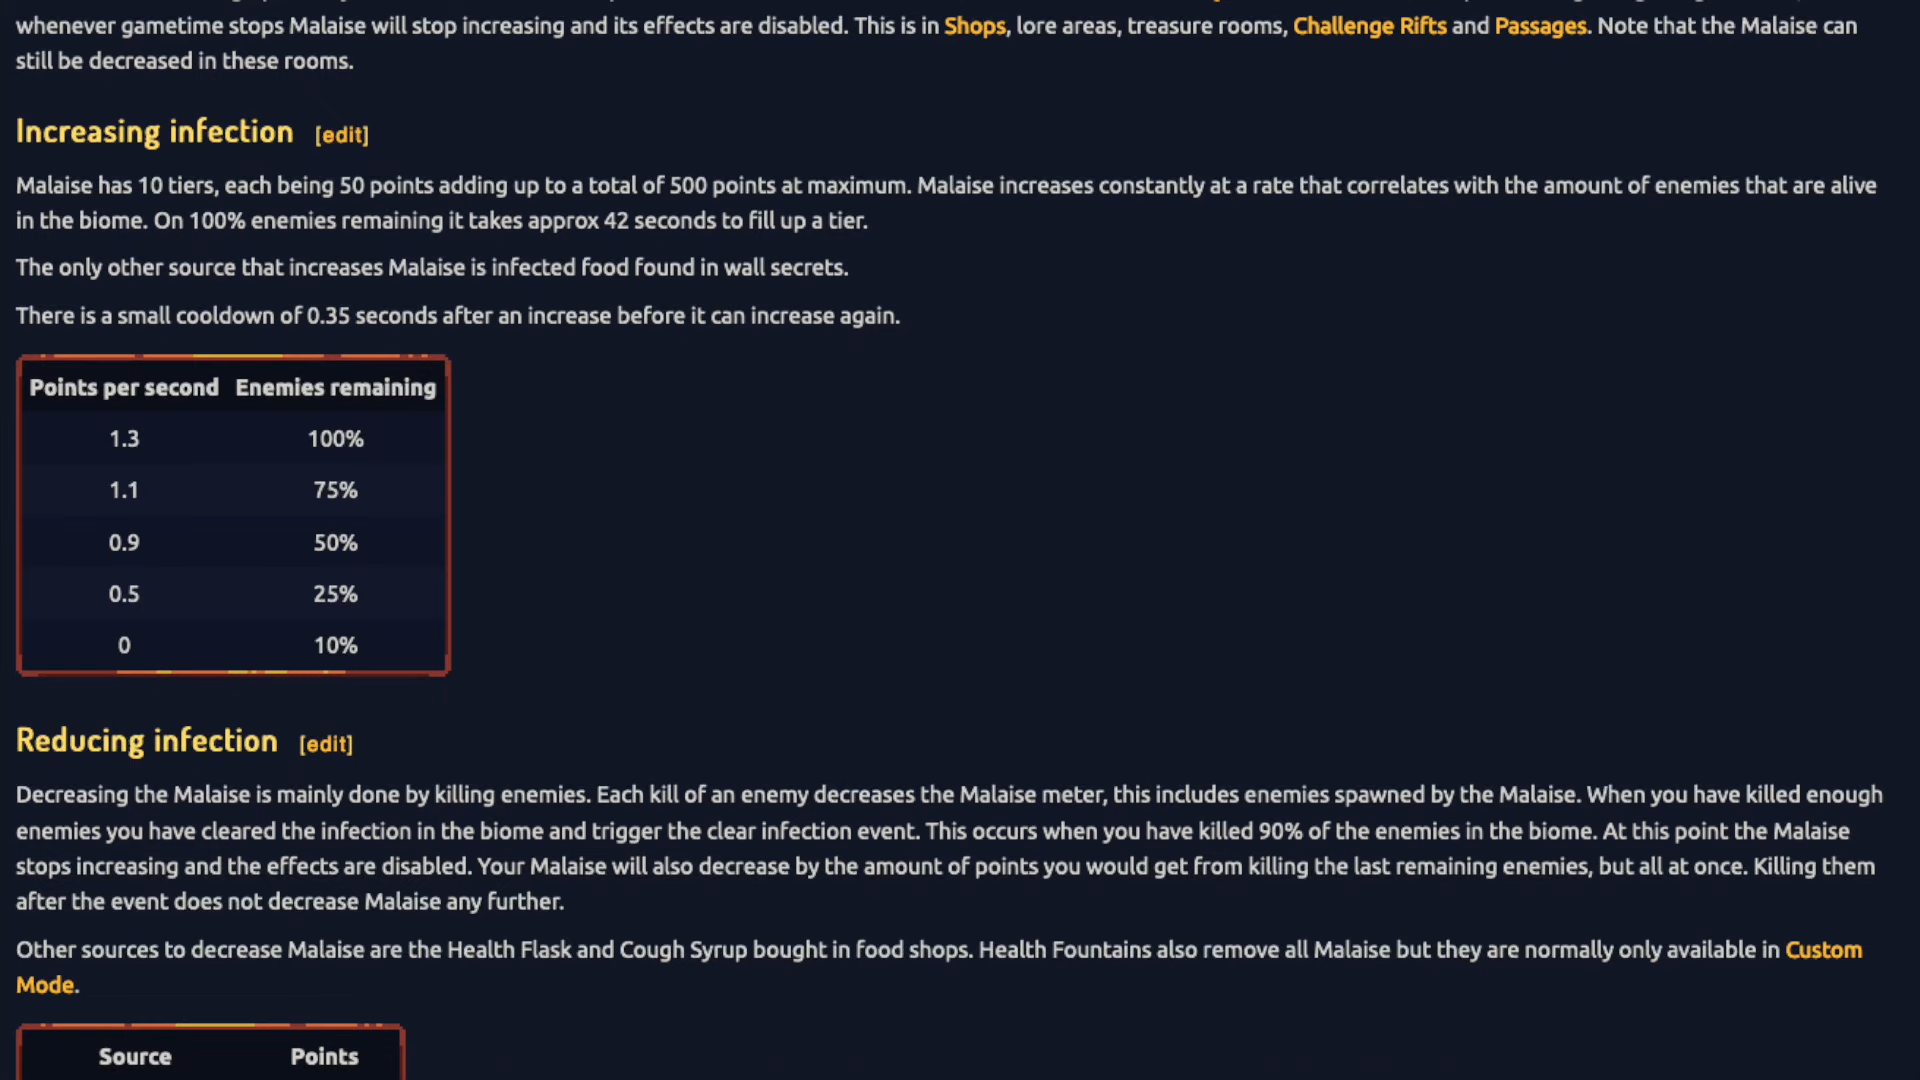 whenever gametime stops Malaise will stop increasing and its effects are disabled. This is in Shops, lore areas, treasure rooms, Challenge Rifts and Passages. Note that the Malaise can
still be decreased in these rooms.
Increasing infection [edit]
Malaise has 10 tiers, each being 50 points adding up to a total of 500 points at maximum. Malaise increases constantly at a rate that correlates with the amount of enemies that are alive
in the biome. On 100% enemies remaining it takes approx 42 seconds to fill up a tier.
The only other source that increases Malaise is infected food found in wall secrets.
There is a small cooldown of 0.35 seconds after an increase before it can increase again.
Points per second Enemies remaining
1.3 100%
1.1 75%
0.9 50%
0.5 25%
0 10%
Reducing infection [edit]
Decreasing the Malaise is mainly done by killing enemies. Each kill of an enemy decreases the Malaise meter, this includes enemies spawned by the Malaise. When you have killed enough
enemies you have cleared the infection in the biome and trigger the clear infection event. This occurs when you have killed 90% of the enemies in the biome. At this point the Malaise
stops increasing and the effects are disabled. Your Malaise will also decrease by the amount of points you would get from killing the last remaining enemies, but all at once. Killing them
after the event does not decrease Malaise any further.
Other sources to decrease Malaise are the Health Flask and Cough Syrup bought in food shops. Health Fountains also remove all Malaise but they are normally only available in Custom
Mode.
Source Points